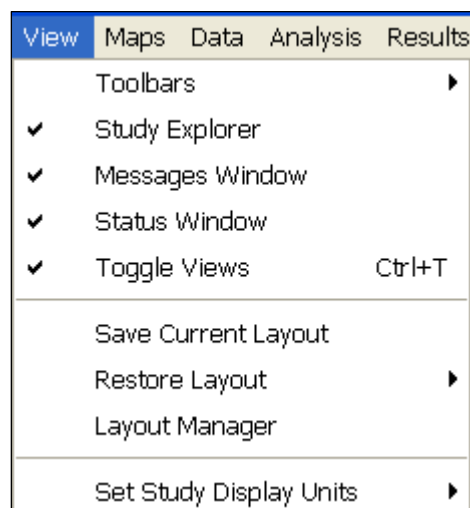 View Maps Data Analysis Results
Toolbars
Study Explorer
Messages Window
Status Window
Toggle Views Ctrl+T
Save Current Layout
Restore Layout
Layout Manager
Set Study Display Units